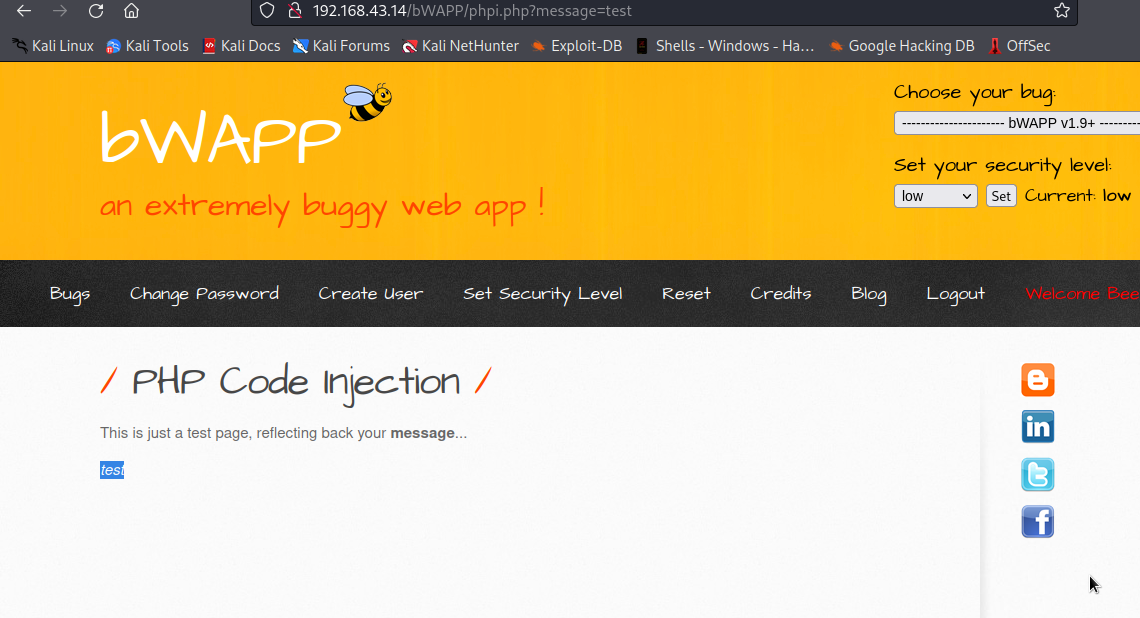 192.168.43.14/bWAPP/phpi.php?message=test
Kali Linux Kali Tools Kali Docs Kali Forums Kali NetHunter Exploit-DB Shells - Windows - Ha... Google Hacking DB OffSec
bWAPP
an extremely buggy web app !
Choose your bug:
---------------------- bWAPP v1.9+ ---------
Set your security level:
low Set Current: low
Bugs Change Password Create User Set Security Level Reset Credits Blog Logout Welcome Bee
/ PHP Code Injection /
This is just a test page, reflecting back your message...
test